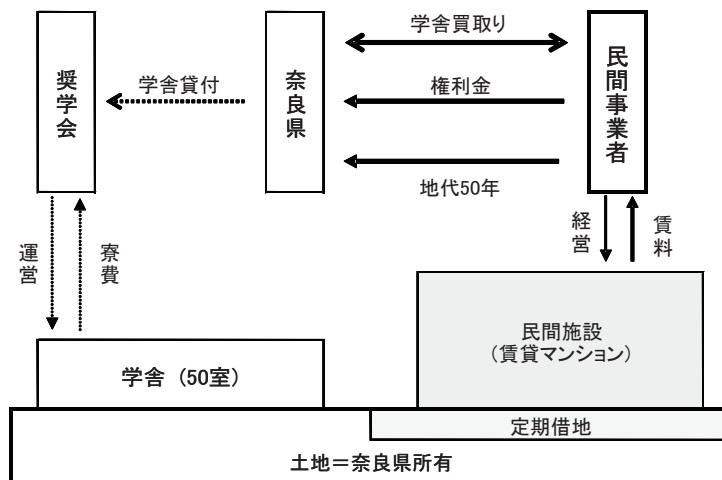 学舎買取り
奨学会
学舎貸付
奈良県
権利金
民間事業者
地代50年
運営
寮費
経営
賃料
民間施設
(賃貸マンション)
学舎 (50室)
定期借地
土地＝奈良県所有